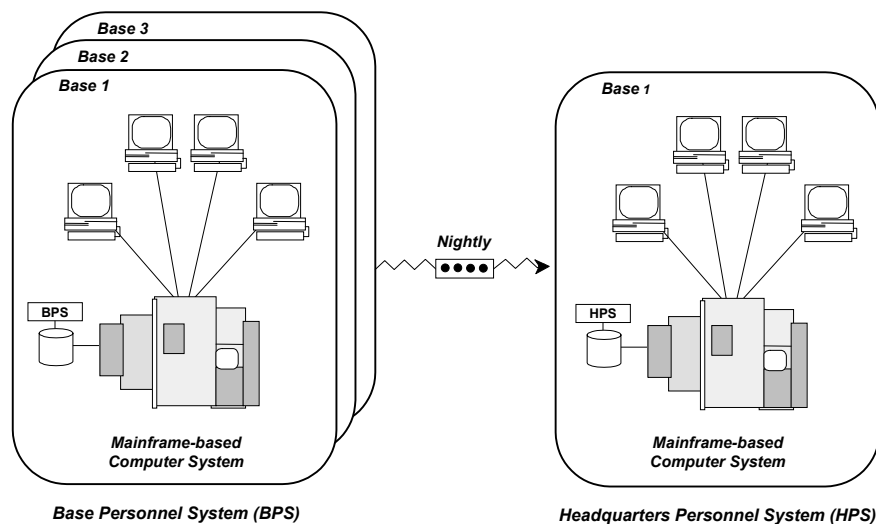 Base 3
Base 2
Base 1
BPS
Mainframe-based
Computer System
Base Personnel System (BPS)
Nightly
Base 1
HPS
Mainframe-based
Computer System
Headquarters Personnel System (HPS)